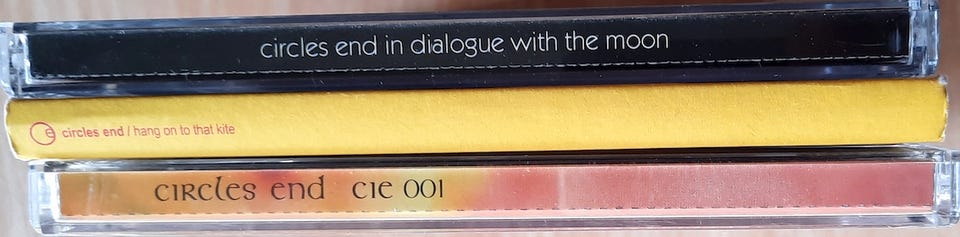 circles end in dialogue with the moon
circles end / hang on to that kite
circles end cie 001